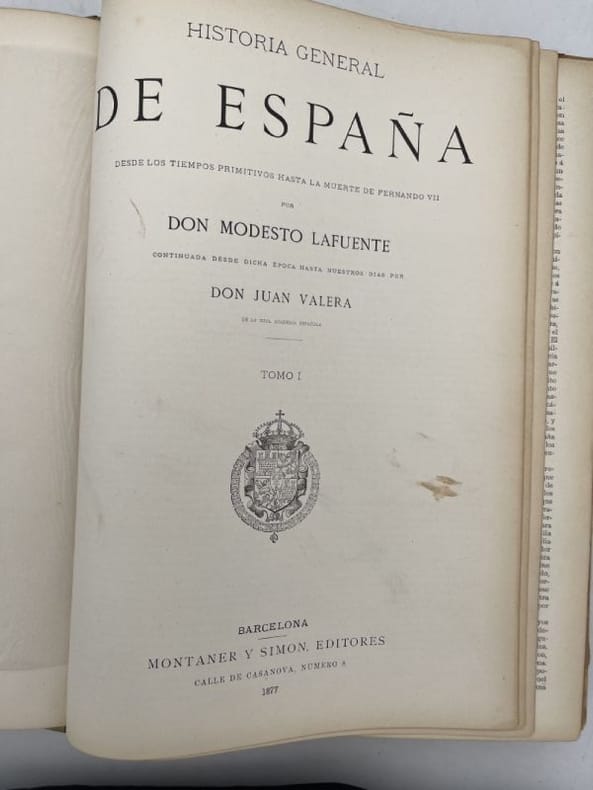 HISTORIA GENERAL
DE ESPAÑA
DESDE LOS TIEMPOS PRIMITIVOS HASTA LA MUERTE DE FERNANDO VII
POR
DON MODESTO LAFUENTE
CONTINUADA DESDE DICHA ÉPOCA HASTA NUESTROS DIAS POR
DON JUAN VALERA
DE LA REAL ACADEMIA ESPAÑOLA
TOMO I
BARCELONA
MONTANER Y SIMON, EDITORES
CALLE DE CASANOVA, NÚMERO 8
1877